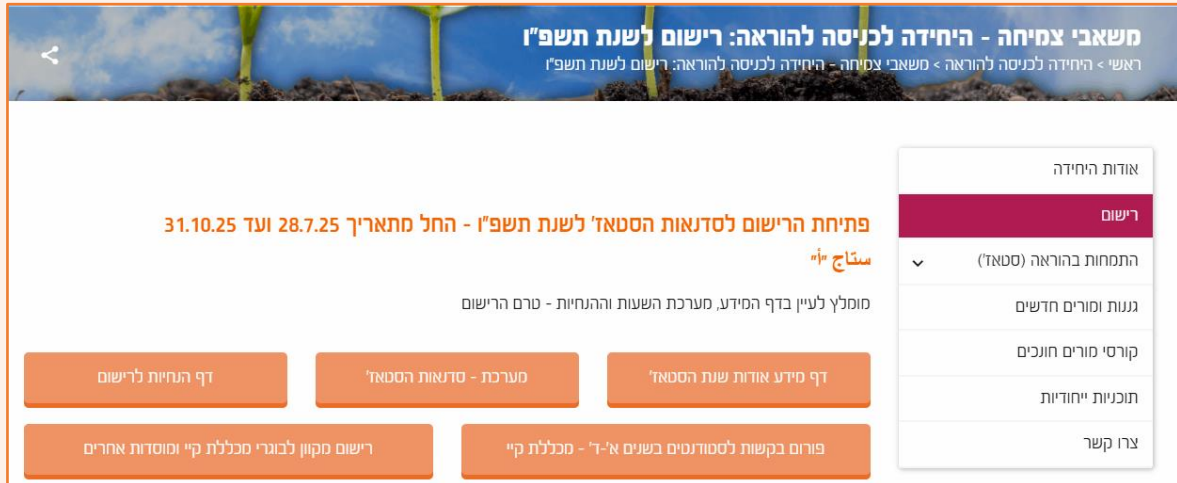 משאבי צמיחה - היחידה לכניסה להוראה: רישום לשנת תשפ"ו
ראשי > היחידה לכניסה להוראה > משאבי צמיחה - היחידה לכניסה להוראה: רישום לשנת תשפ"ו
אודות היחידה
רישום
התמחות בהוראה (סטאז')
גננות ומורים חדשים
קורסי מורים חונכים
תוכניות ייחודיות
צרו קשר
פתיחת הרישום לסדנאות הסטאז' לשנת תשפ"ו - החל מתאריך 28.7.25 ועד 31.10.25
ستاج "أ"
מומלץ לעיין בדף המידע, מערכת השעות וההנחיות - טרם הרישום
דף מידע אודות שנת הסטאז'
מערכת - סדנאות הסטאז'
דף הנחיות לרישום
פורום בקשות לסטודנטים בשנים א'-ד' - מכללת קיי
רישום מקוון לבוגרי מכללת קיי ומוסדות אחרים